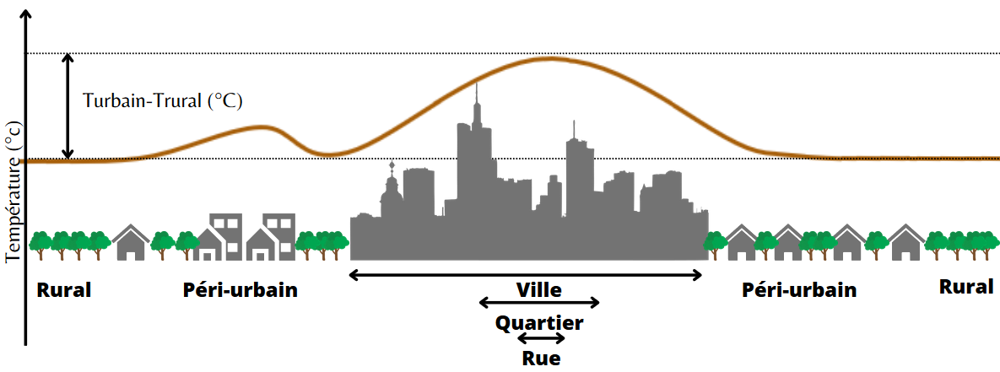 Turbain-Trural (°C)
Température (°c)
Rural
Péri-urbain
Ville
Péri-urbain
Rural
Quartier
Rue